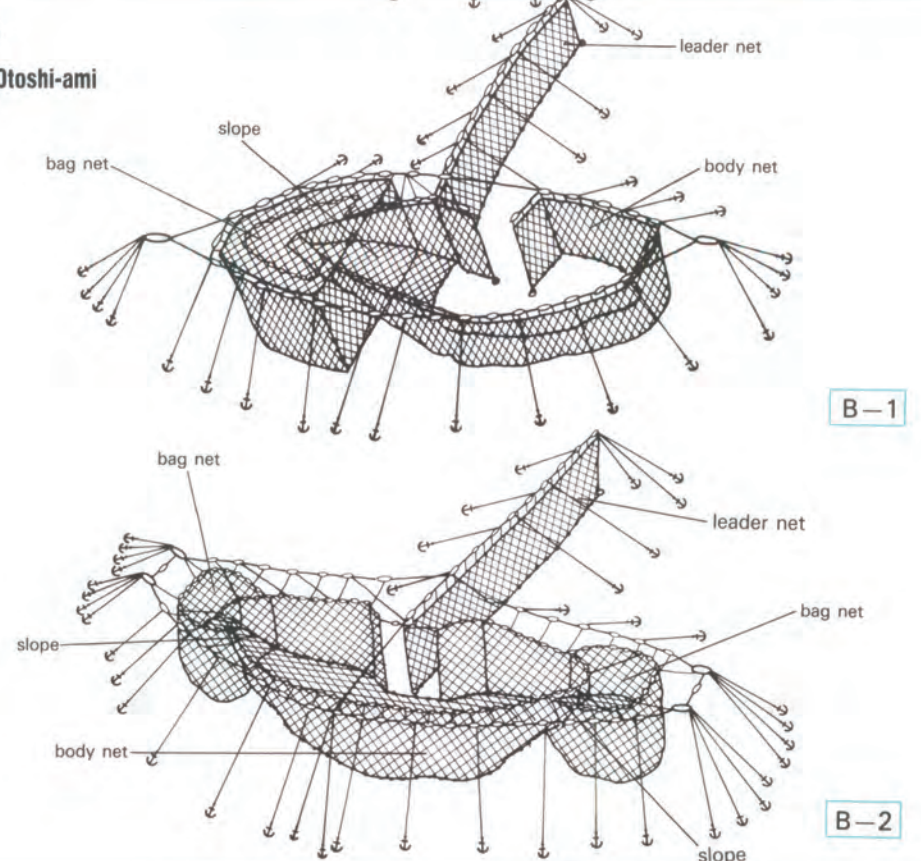 Otoshi-ami
leader net
slope
bag net
body net
B—1
bag net
leader net
bag net
slope
body net
B—2
slope